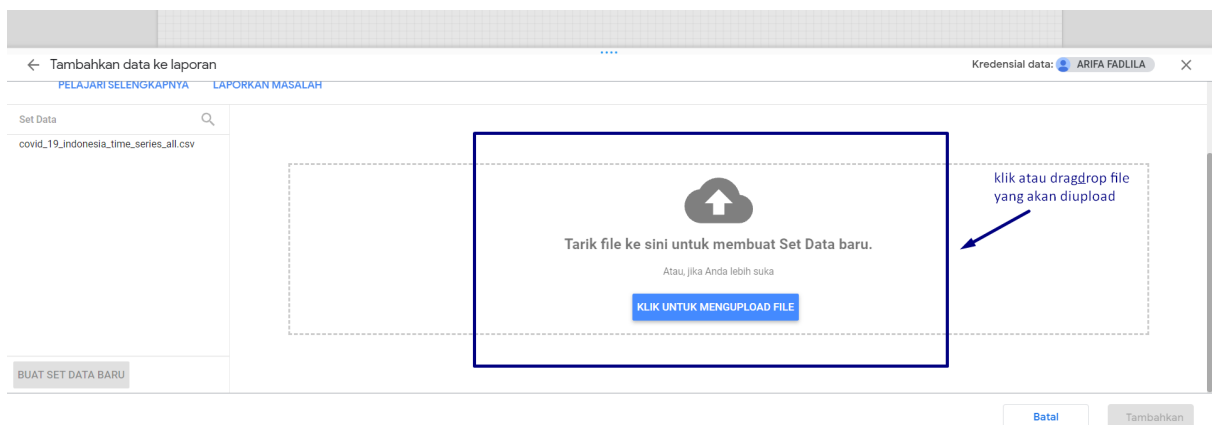 Tambahkan data ke laporan
Kredensial data: ARIFA FADLILA
PELAJARI SELENGKAPNYA LAPORKAN MASALAH
Set Data
covid_19_indonesia_time_series_all.csv
klik atau dragdrop file
yang akan diupload
Tarik file ke sini untuk membuat Set Data baru.
Atau, jika Anda lebih suka
KLIK UNTUK MENGUPLOAD FILE
BUAT SET DATA BARU
Batal Tambahkan